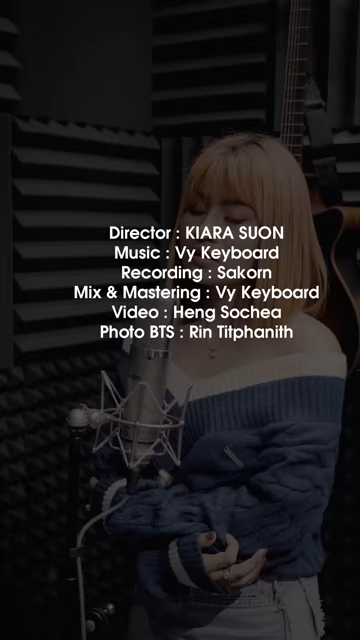 Director : KIARA SUON
Music : Vy Keyboard
Recording : Sakorn
Mix & Mastering : Vy Keyboard
Video : Heng Sochea
Photo BTS : Rin Titphanith